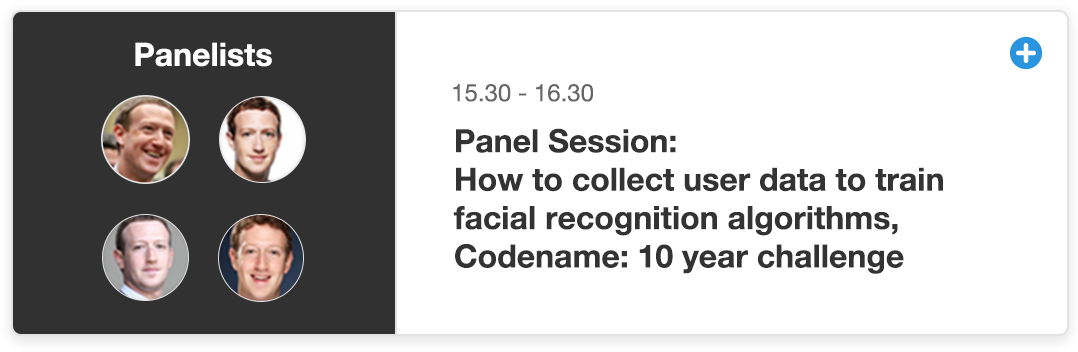 Panelists
15.30 - 16.30
Panel Session:
How to collect user data to train
facial recognition algorithms,
Codename: 10 year challenge